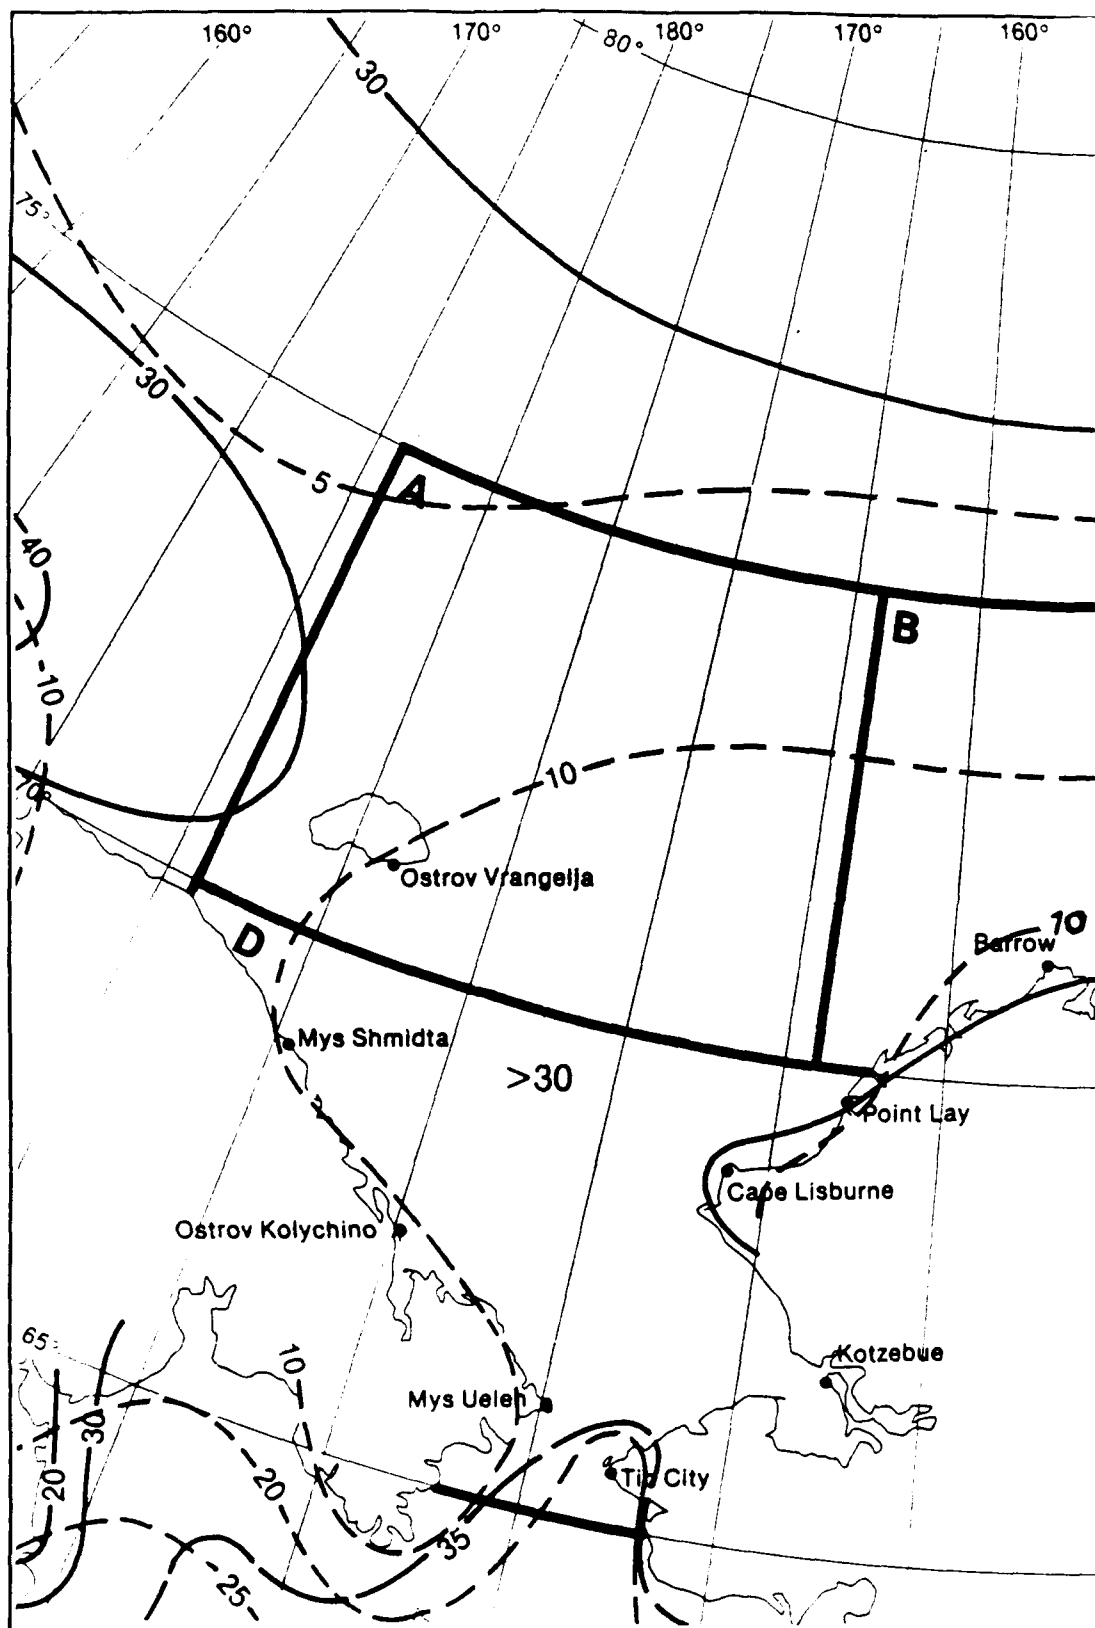 160° 170° 180° 170° 160°
80°
30
75°
30
5
A
40
B
-10
10
70°
Ostrov Vrangelja
10
Barrow
D
Mys Shmidta
>30
Point Lay
Cape Lisburne
Ostrov Kolychino
65°
10
Kotzebue
Mys Uelen
30
20
20
Tin City
35
25